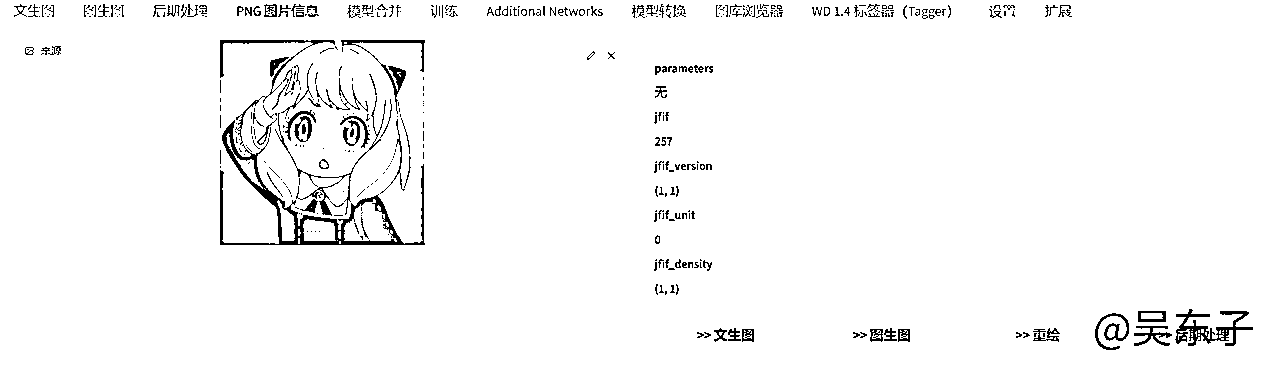 文生图 图生图 后期处理 PNG 图片信息 模型合并 训练 Additional Networks 模型转换 图库浏览器 WD 1.4 标签器（Tagger） 设置 扩展
来源
parameters
无
jfif
257
jfif_version
(1, 1)
jfif_unit
0
jfif_density
(1, 1)
>> 文生图 >> 图生图 >> 重绘 >> 后期处理
@吴东子